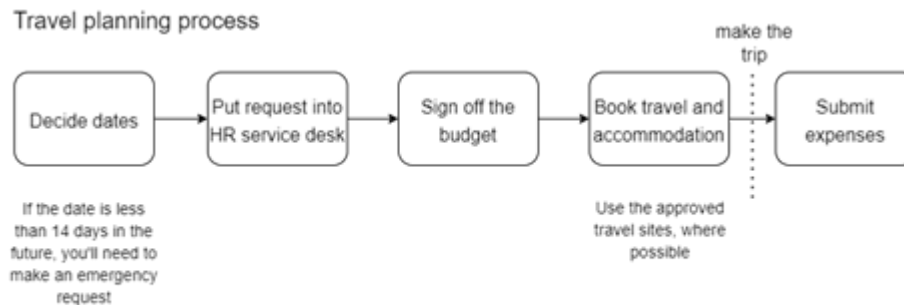 Travel planning process
make the
trip
Decide dates
Put request into
HR service desk
Sign off the
budget
Book travel and
accommodation
Submit
expenses
If the date is less
than 14 days in the
future, you'll need to
make an emergency
request
Use the approved
travel sites, where
possible